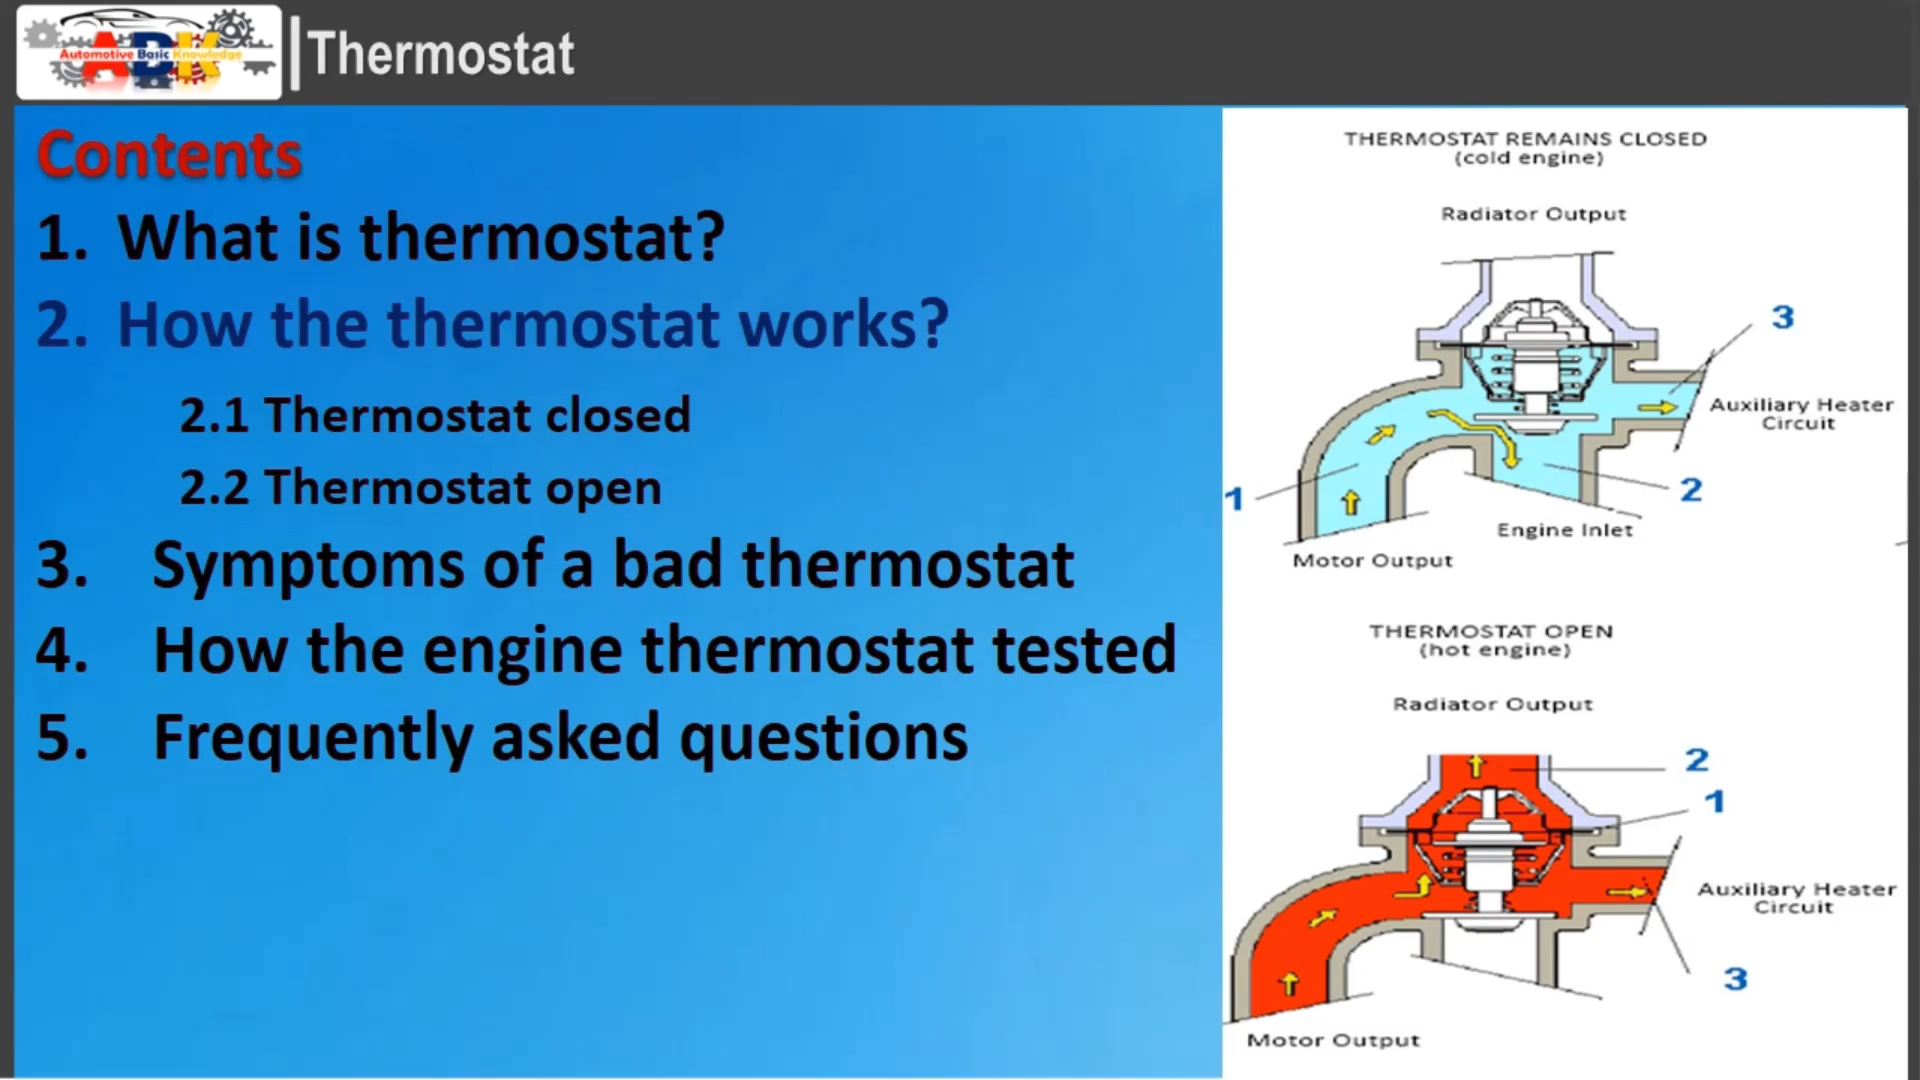 ABK
Automotive Basic Knowledge
Thermostat
Contents
1. What is thermostat?
2. How the thermostat works?
2.1 Thermostat closed
2.2 Thermostat open
3. Symptoms of a bad thermostat
4. How the engine thermostat tested
5. Frequently asked questions
THERMOSTAT REMAINS CLOSED
(cold engine)
Radiator Output
3
Auxiliary Heater
Circuit
1
2
Engine Inlet
Motor Output
THERMOSTAT OPEN
(hot engine)
Radiator Output
2
1
Auxiliary Heater
Circuit
3
Motor Output